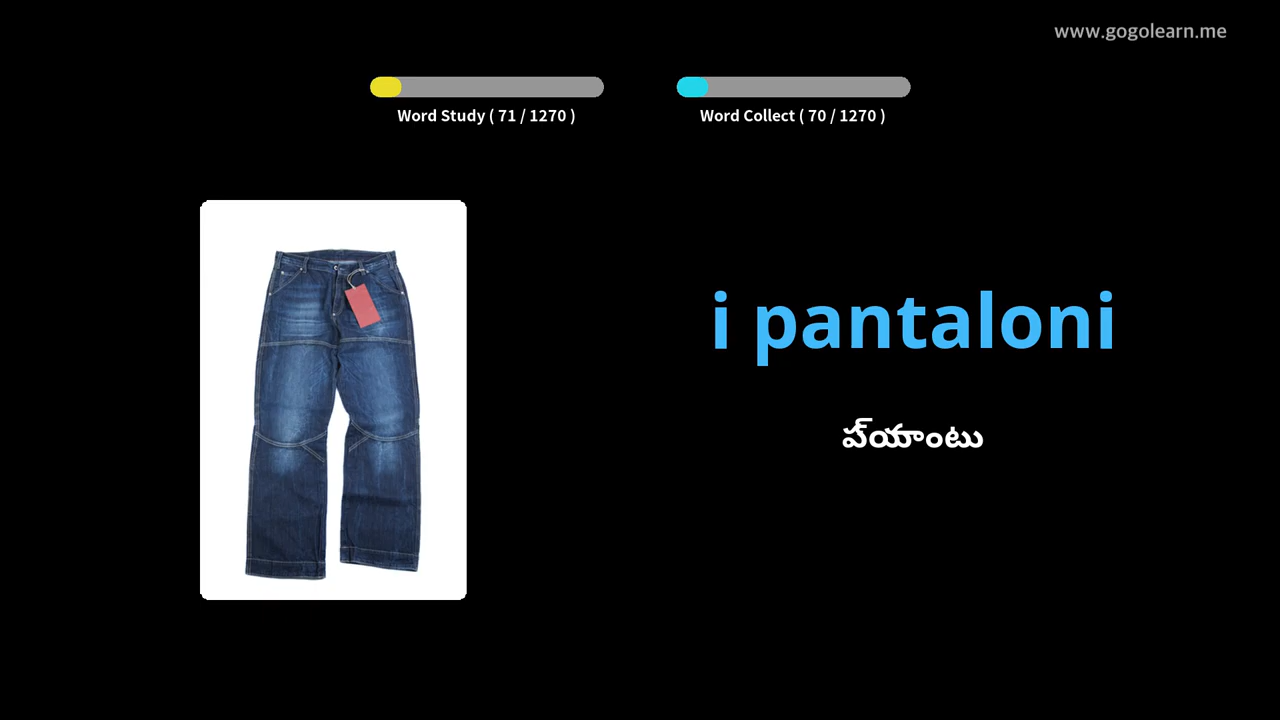 www.gogolearn.me
Word Study ( 71 / 1270 )
Word Collect ( 70 / 1270 )
i pantaloni
ప్యాంటు